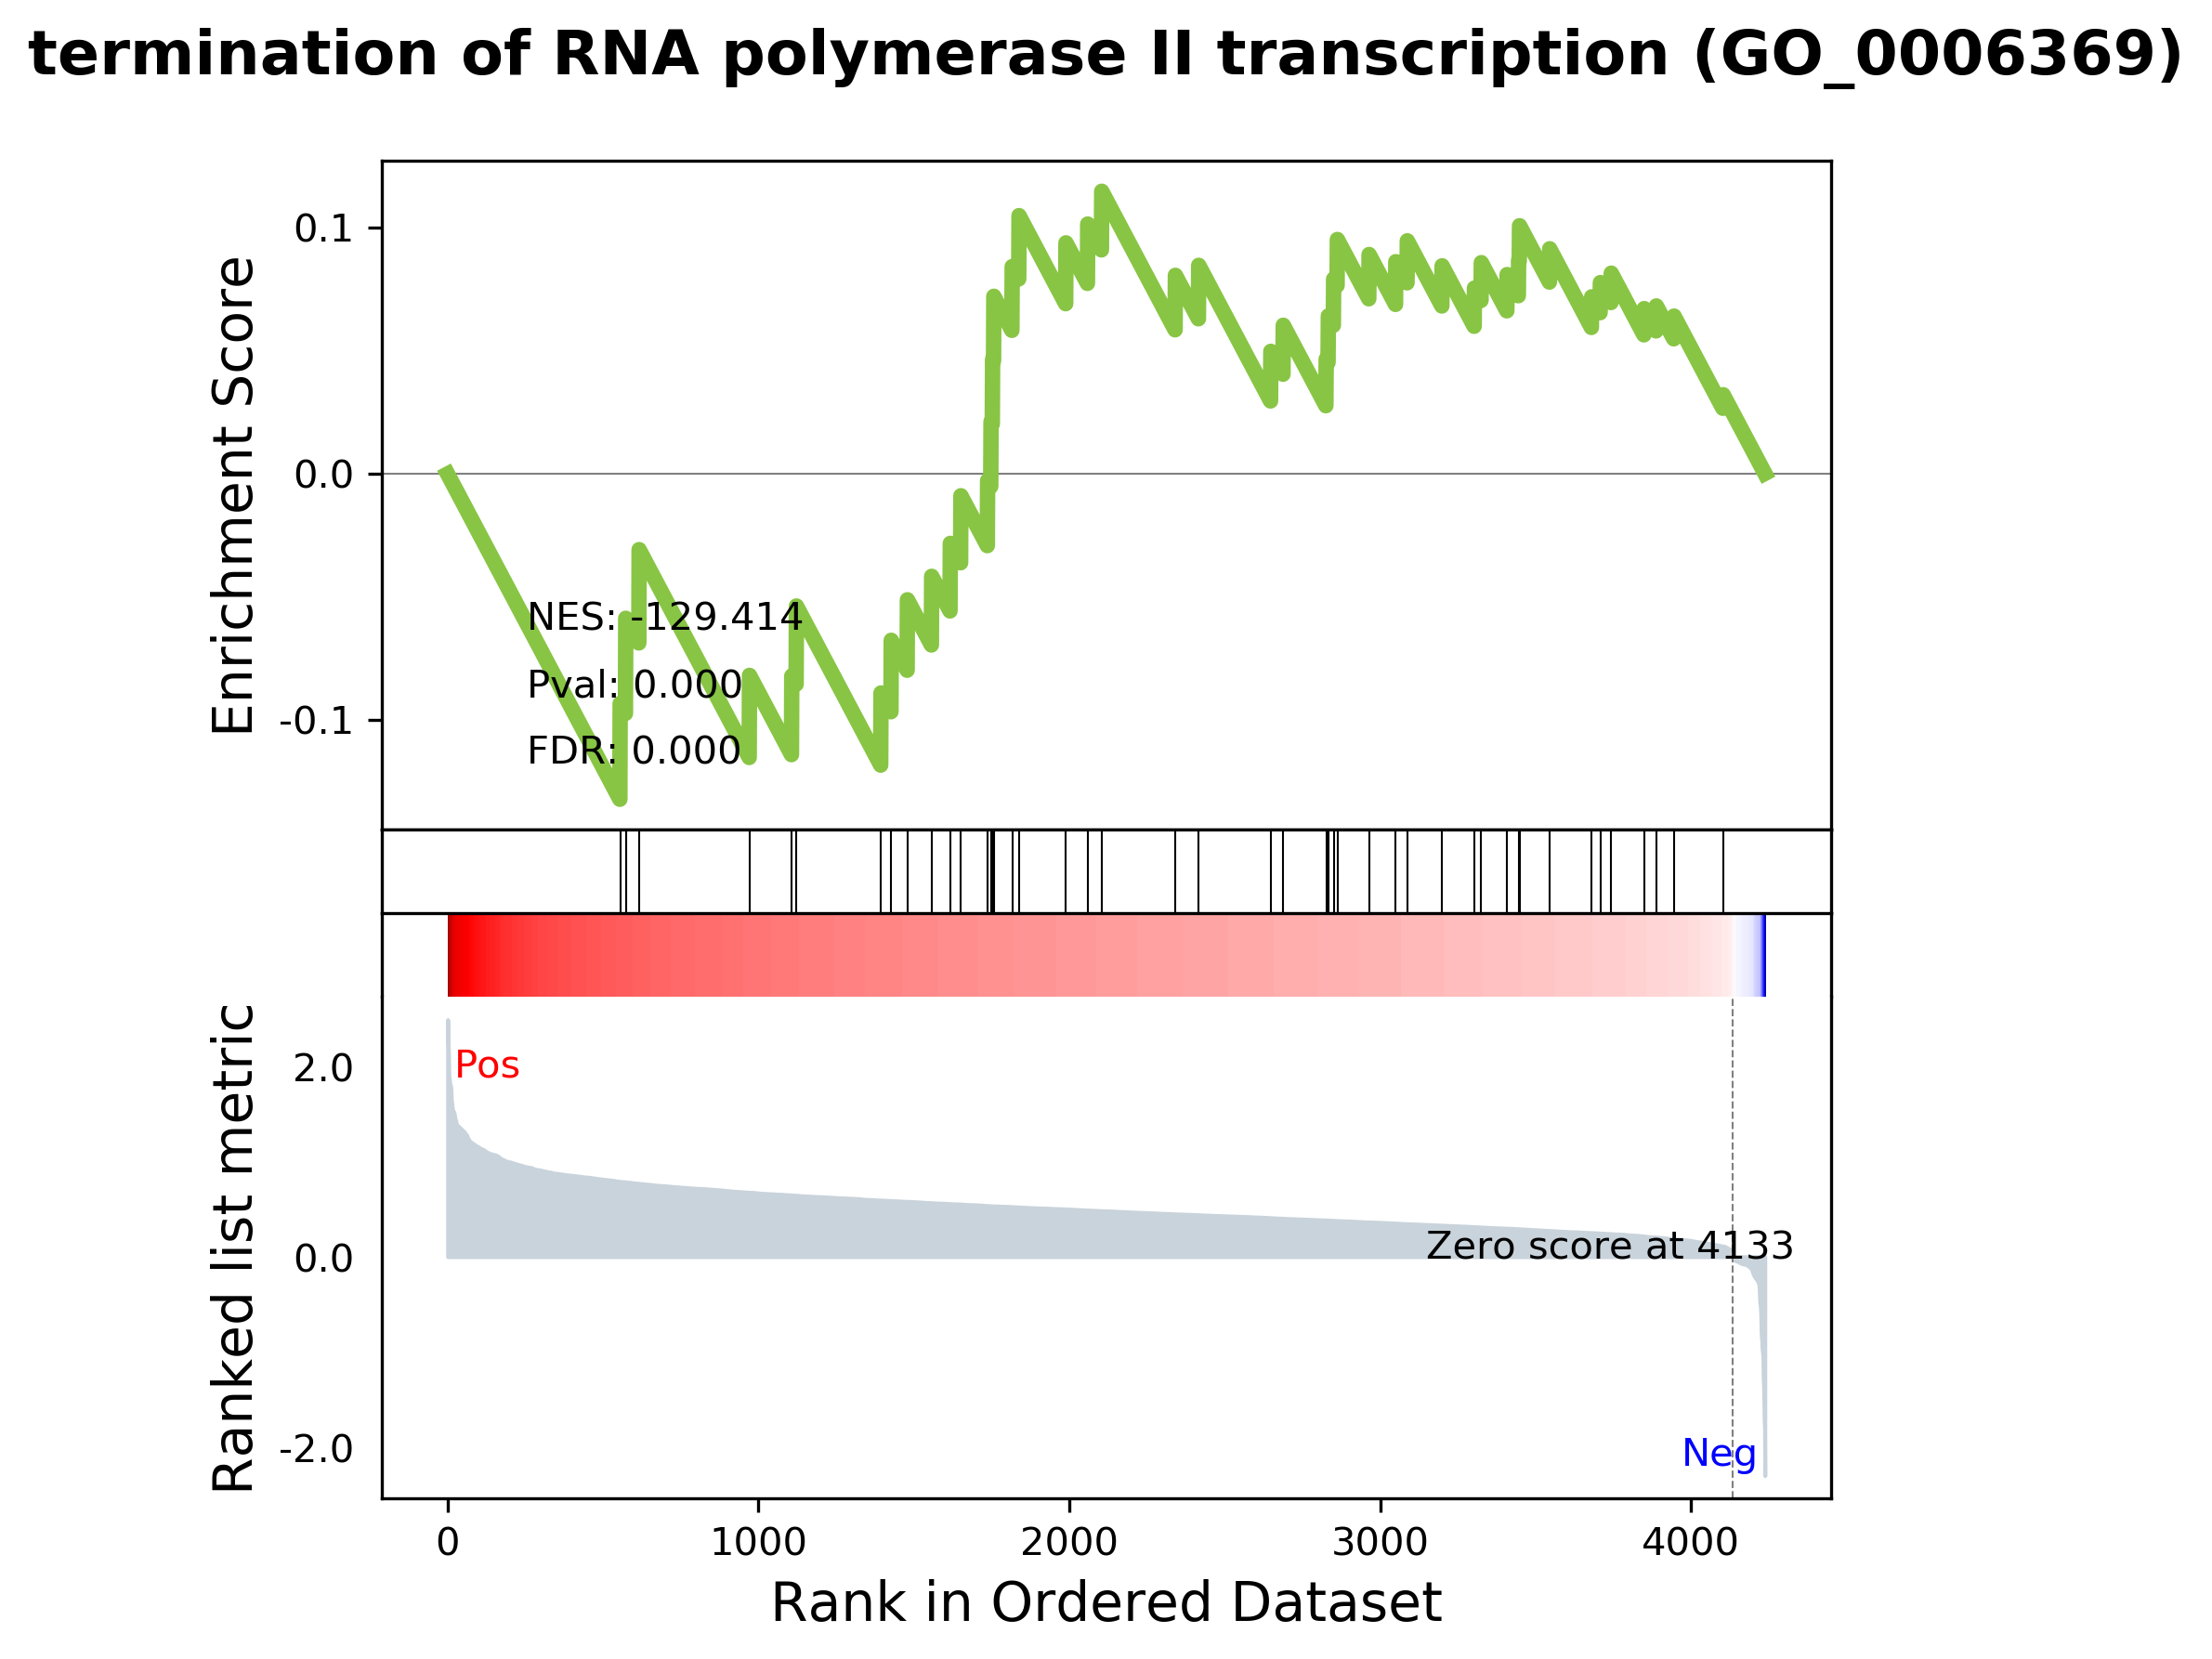 termination of RNA polymerase II transcription (GO_0006369)
Enrichment Score
0.1
0.0
-0.1
NES: -129.414
Pval: 0.000
FDR: 0.000
Ranked list metric
2.0
0.0
-2.0
Pos
Zero score at 4133
Neg
0 1000 2000 3000 4000
Rank in Ordered Dataset